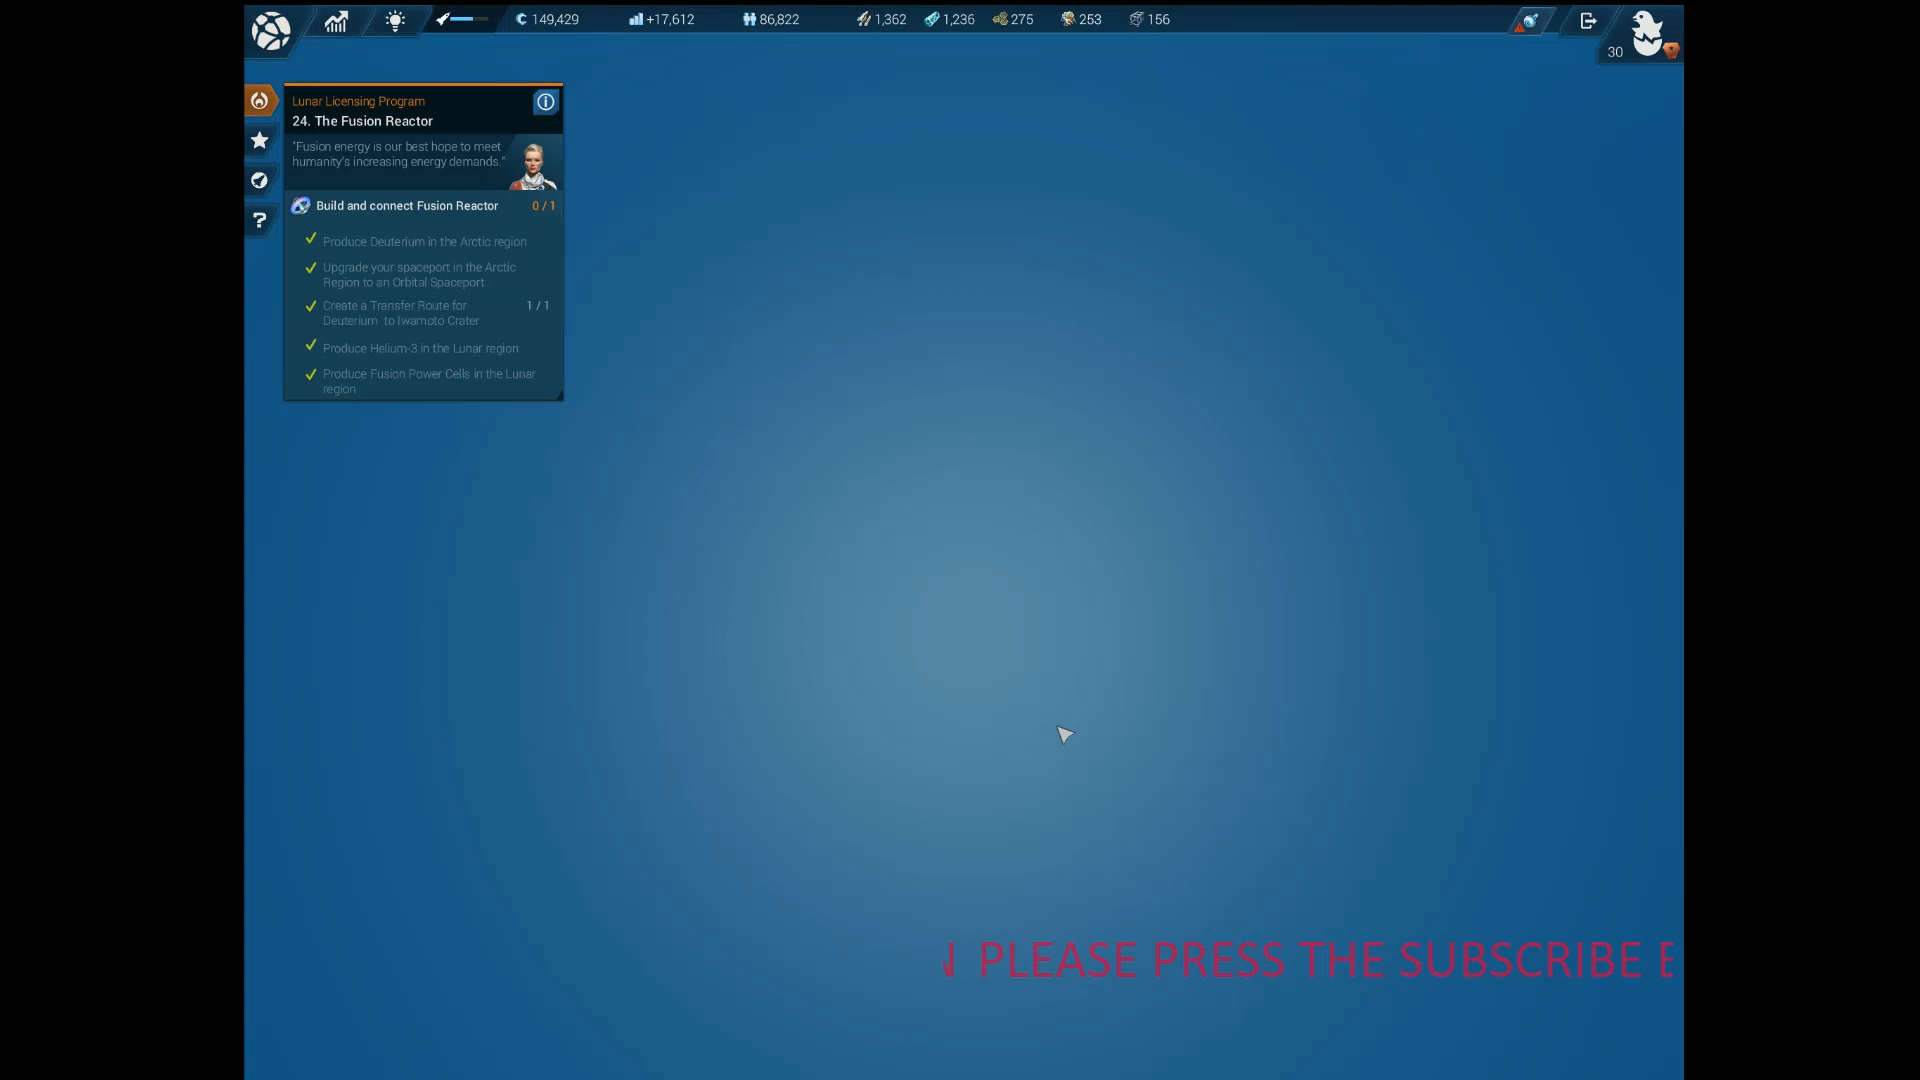 149,429 +17,612 86,822 1,362 1,236 275 253 156
30
Lunar Licensing Program
24. The Fusion Reactor
"Fusion energy is our best hope to meet
humanity's increasing energy demands."
Build and connect Fusion Reactor 0 / 1
Produce Deuterium in the Arctic region
Upgrade your spaceport in the Arctic
Region to an Orbital Spaceport
Create a Transfer Route for 1 / 1
Deuterium to Iwamoto Crater
Produce Helium-3 in the Lunar region
Produce Fusion Power Cells in the Lunar
region
PLEASE PRESS THE SUBSCRIBE